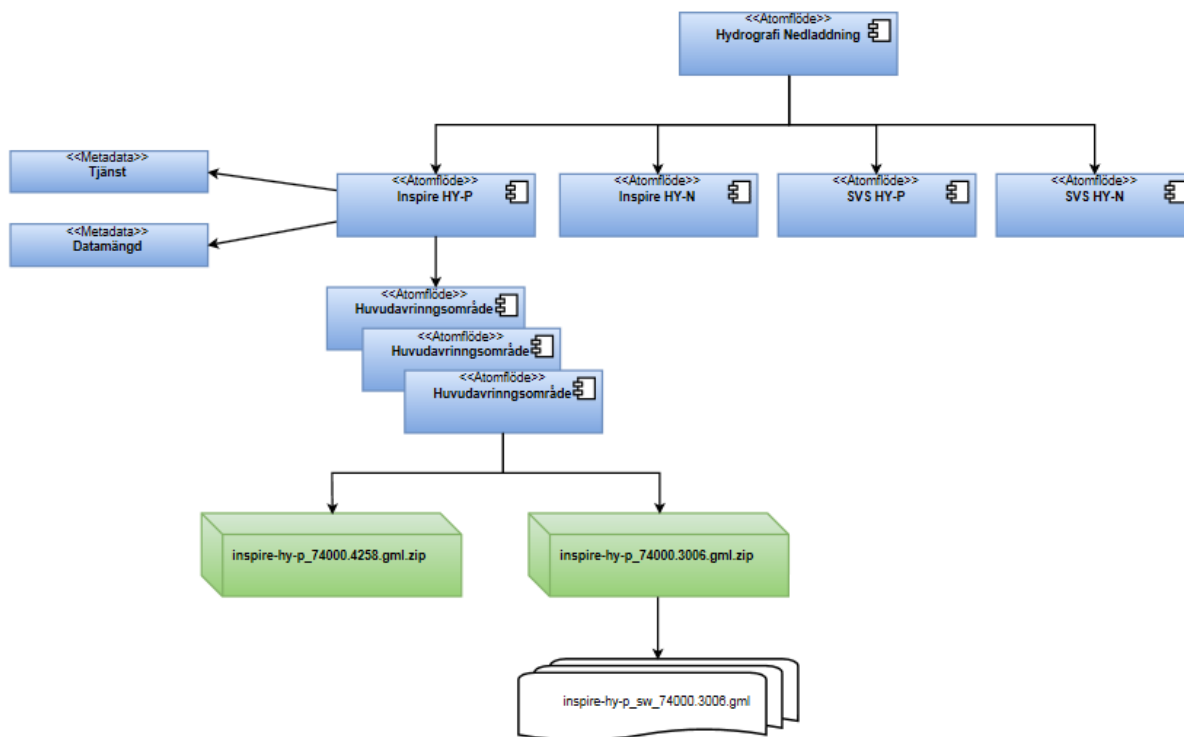 <<Atomflöde>>
Hydrografi Nedladdning
<<Metadata>>
Tjänst
<<Atomflöde>>
Inspire HY-P
<<Atomflöde>>
Inspire HY-N
<<Atomflöde>>
SVS HY-P
<<Atomflöde>>
SVS HY-N
<<Metadata>>
Datamängd
<<Atomflöde>>
Huvudavrinngsområde
<<Atomflöde>>
Huvudavrinngsområde
<<Atomflöde>>
Huvudavrinngsområde
inspire-hy-p_74000.4258.gml.zip
inspire-hy-p_74000.3006.gml.zip
inspire-hy-p_sw_74000.3006.gml